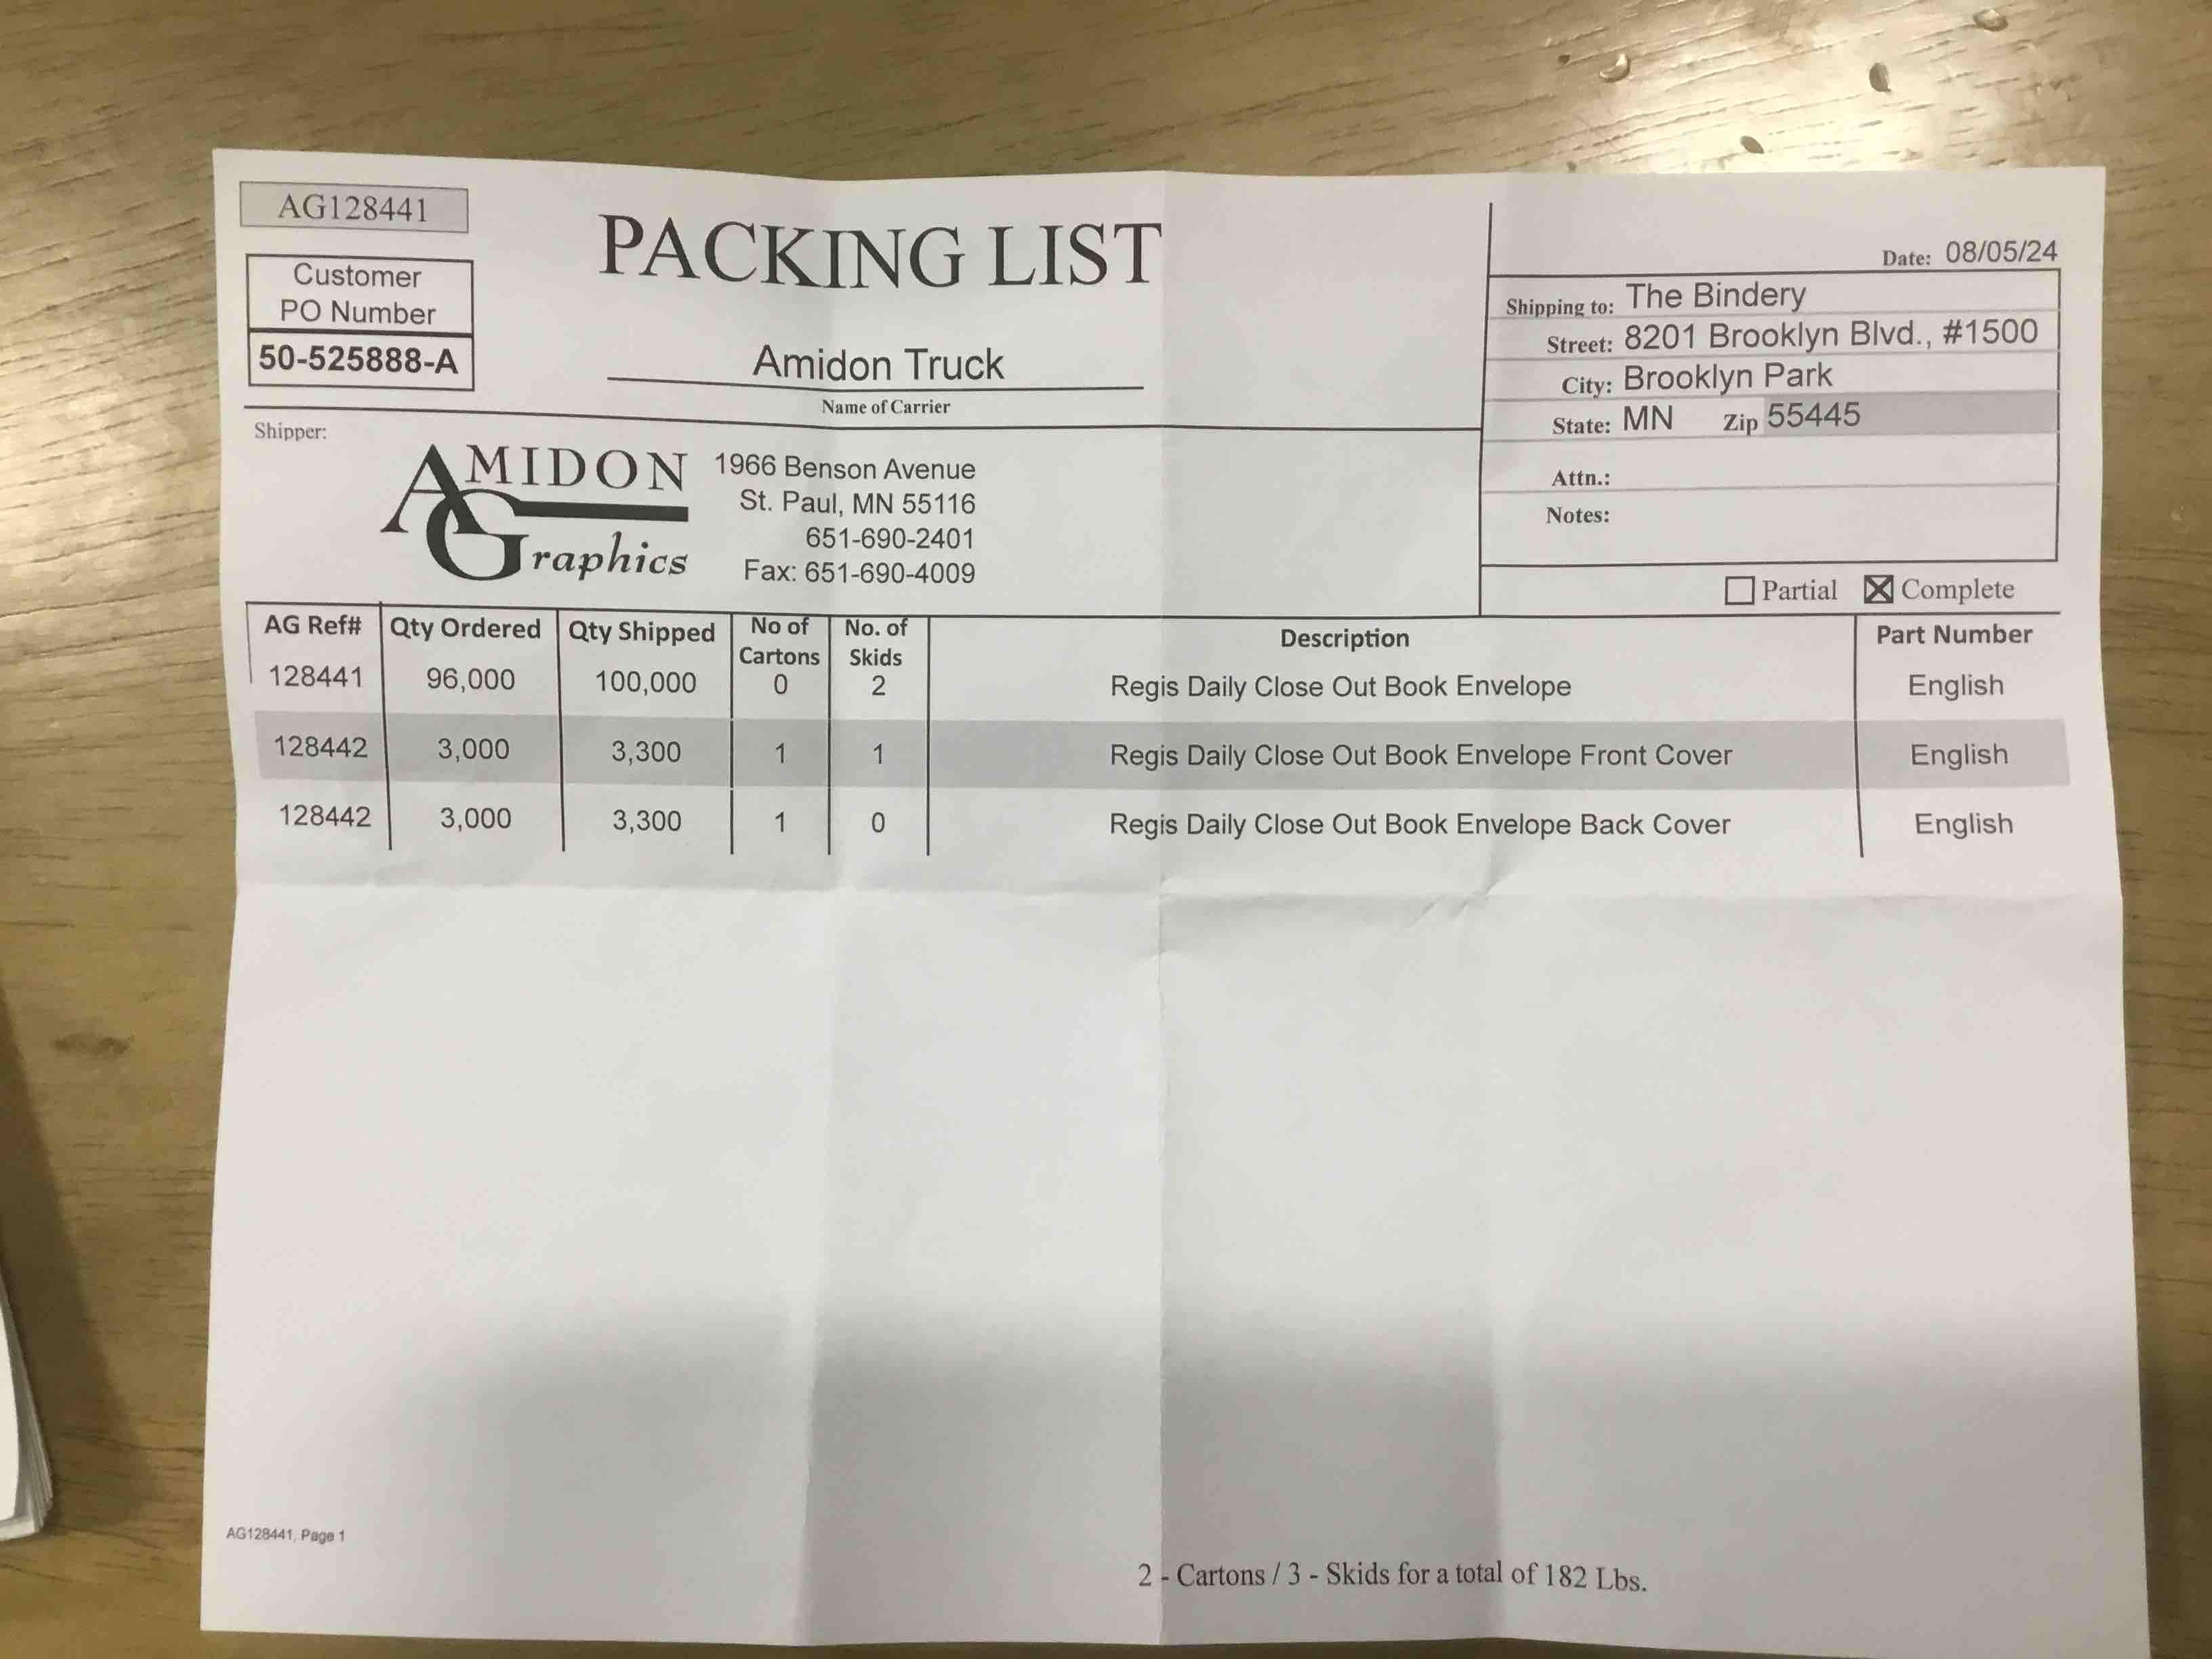 AG128441
Customer
PO Number
50-525888-A
PACKING LIST
Amidon Truck
Name of Carrier
Date: 08/05/24
Shipping to: The Bindery
Street: 8201 Brooklyn Blvd., #1500
City: Brooklyn Park
State: MN Zip 55445
Attn.:
Notes:
Partial Complete
Shipper:
AMIDON
Graphics
1966 Benson Avenue
St. Paul, MN 55116
651-690-2401
Fax: 651-690-4009
AG Ref# Qty Ordered Qty Shipped No of Cartons No. of Skids Description Part Number
128441 96,000 100,000 0 2 Regis Daily Close Out Book Envelope English
128442 3,000 3,300 1 1 Regis Daily Close Out Book Envelope Front Cover English
128442 3,000 3,300 1 0 Regis Daily Close Out Book Envelope Back Cover English
AG128441, Page 1
2 - Cartons / 3 - Skids for a total of 182 Lbs.